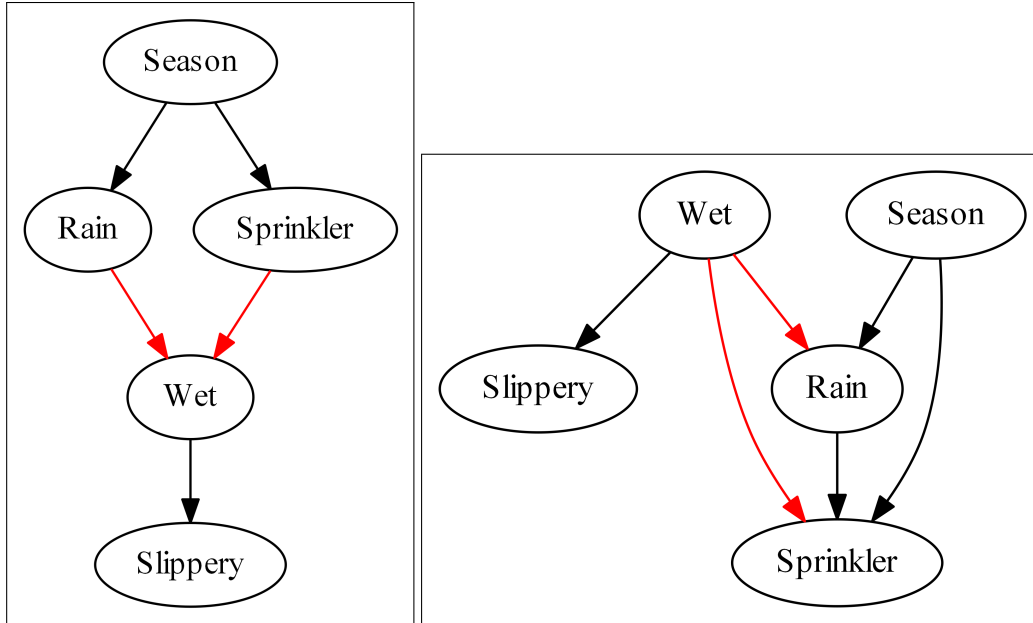 Season
Rain
Sprinkler
Wet
Slippery
Wet
Season
Slippery
Rain
Sprinkler